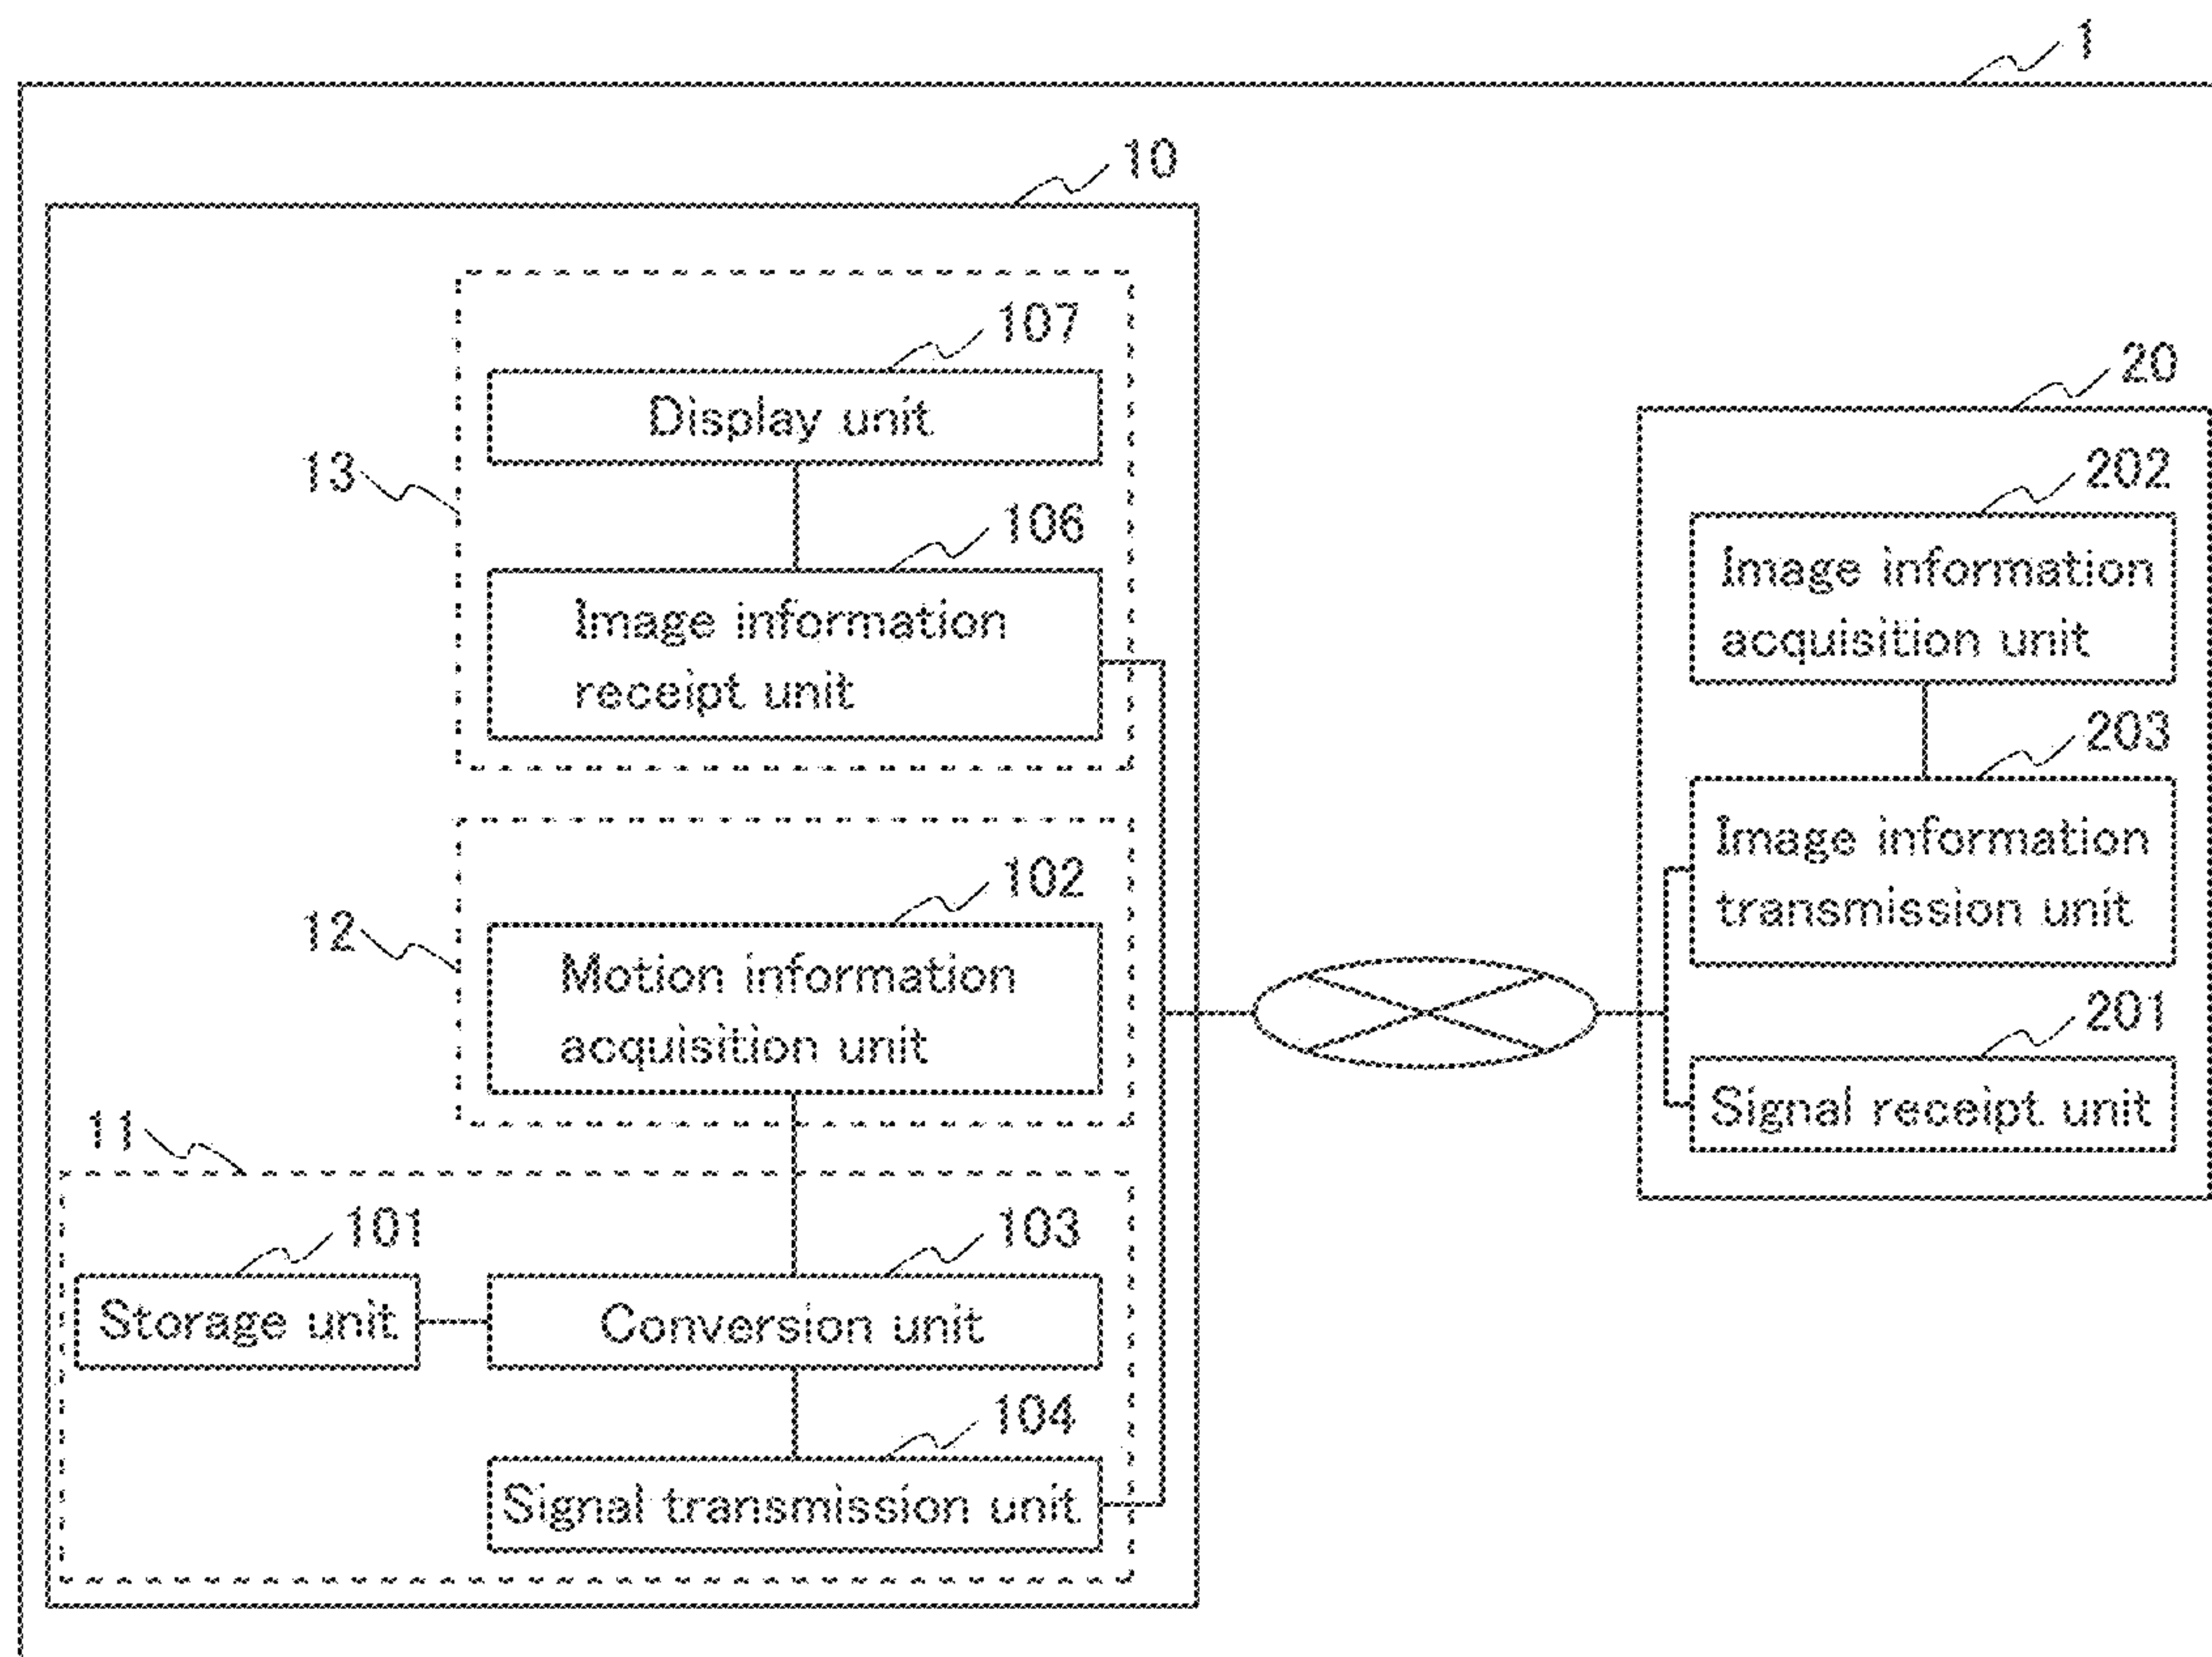 1
10
107
Display unit
13
106
Image information
receipt unit
102
12
Motion information
acquisition unit
11
101
Storage unit
103
Conversion unit
104
Signal transmission unit
20
202
Image information
acquisition unit
203
Image information
transmission unit
201
Signal receipt unit